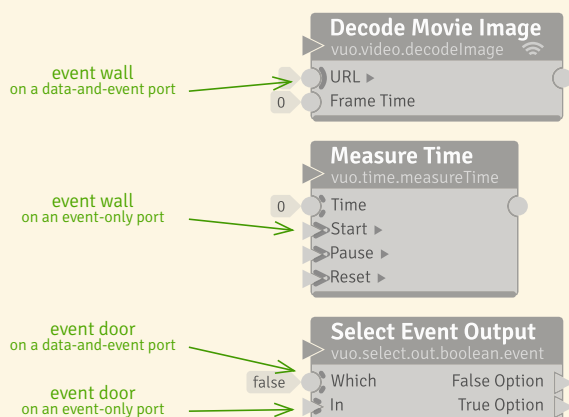 Decode Movie Image
vuo.video.decodeImage
event wall
on a data-and-event port
URL
0
Frame Time
Measure Time
vuo.time.measureTime
event wall
on an event-only port
0
Time
Start
Pause
Reset
Select Event Output
vuo.select.out.boolean.event
event door
on a data-and-event port
false
Which
False Option
event door
on an event-only port
In
True Option